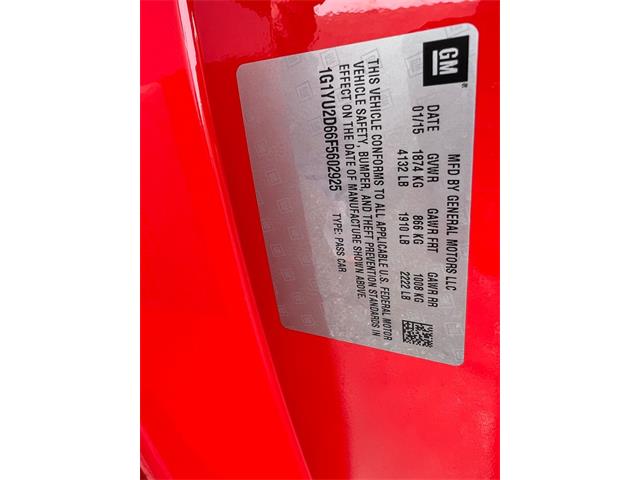 GM
®
MFD BY GENERAL MOTORS LLC
DATE GVWR GAWR FRT GAWR RR
01/15 1874 KG 866 KG 1008 KG
4132 LB 1910 LB 2222 LB
THIS VEHICLE CONFORMS TO ALL APPLICABLE U.S. FEDERAL MOTOR
VEHICLE SAFETY, BUMPER, AND THEFT PREVENTION STANDARDS IN
EFFECT ON THE DATE OF MANUFACTURE SHOWN ABOVE.
1G1YU2D66F5602925 TYPE: PASS CAR